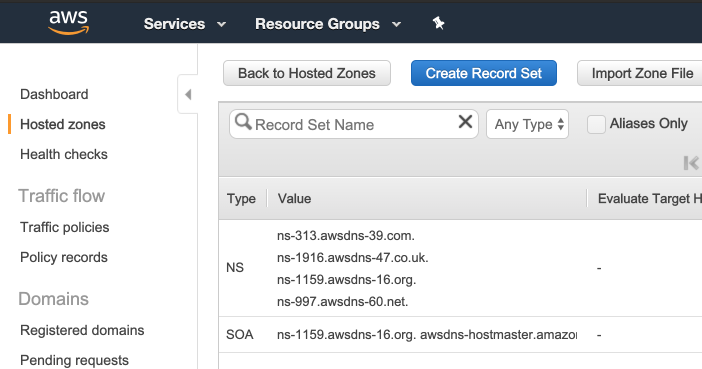 aws
Services
Resource Groups
Dashboard
Hosted zones
Health checks
Traffic flow
Traffic policies
Policy records
Domains
Registered domains
Pending requests
Back to Hosted Zones
Create Record Set
Import Zone File
Record Set Name
Any Type
Aliases Only
Type Value Evaluate Target H
NS
ns-313.awsdns-39.com.
ns-1916.awsdns-47.co.uk.
ns-1159.awsdns-16.org.
ns-997.awsdns-60.net.
-
SOA ns-1159.awsdns-16.org. awsdns-hostmaster.amazo -